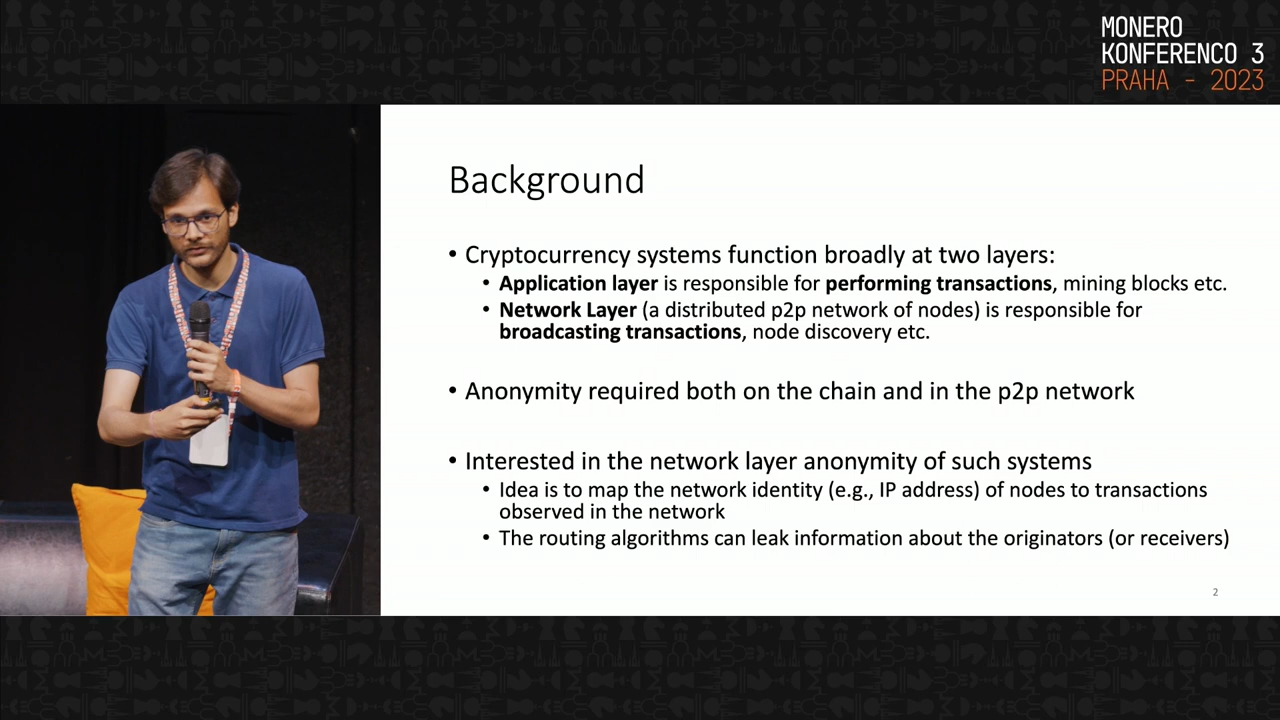 MONERO
KONFERENCO 3
PRAHA - 2023
Background
• Cryptocurrency systems function broadly at two layers:
• Application layer is responsible for performing transactions, mining blocks etc.
• Network Layer (a distributed p2p network of nodes) is responsible for
broadcasting transactions, node discovery etc.
• Anonymity required both on the chain and in the p2p network
• Interested in the network layer anonymity of such systems
• Idea is to map the network identity (e.g., IP address) of nodes to transactions
observed in the network
• The routing algorithms can leak information about the originators (or receivers)
2